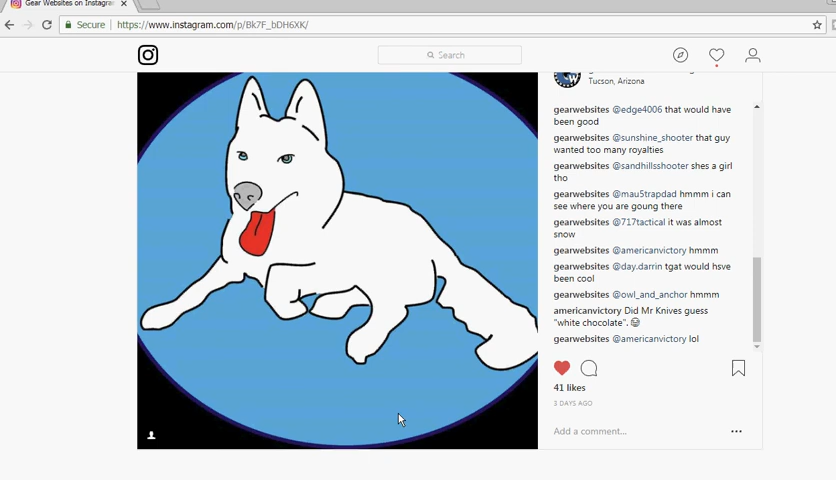 Gear Websites on Instagram
Secure
https://www.instagram.com/p/Bk7F_bDH6XK/
Search
Tucson, Arizona
gearwebsites @edge4006 that would have
been good
gearwebsites @sunshine_shooter that guy
wanted too many royalties
gearwebsites @sandhillsshooter shes a girl
tho
gearwebsites @mau5trapdad hmmm i can
see where you are goung there
gearwebsites @717tactical it was almost
snow
gearwebsites @americanvictory hmmm
gearwebsites @day.darrin tgat would hsve
been cool
gearwebsites @owl_and_anchor hmmm
americanvictory Did Mr Knives guess
"white chocolate". 😅
gearwebsites @americanvictory lol
41 likes
3 DAYS AGO
Add a comment...